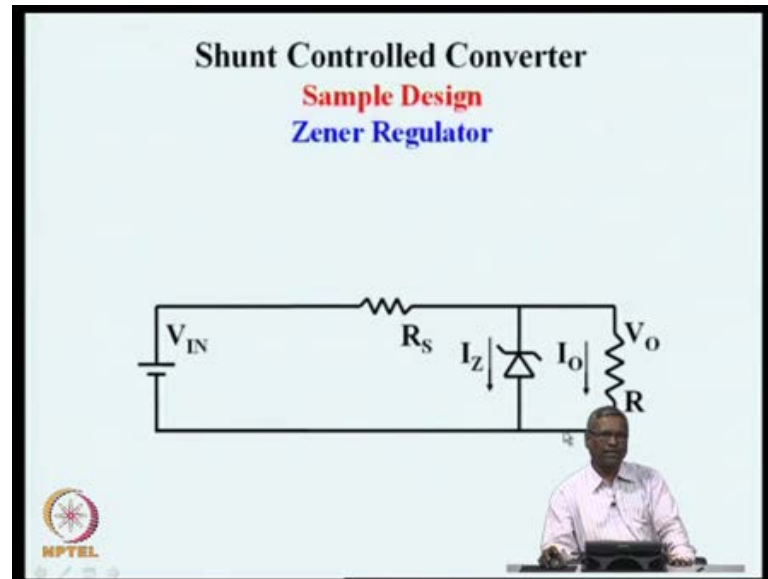 Shunt Controlled Converter
Sample Design
Zener Regulator
V_IN
R_S
I_Z
I_O
V_O
R
NPTEL